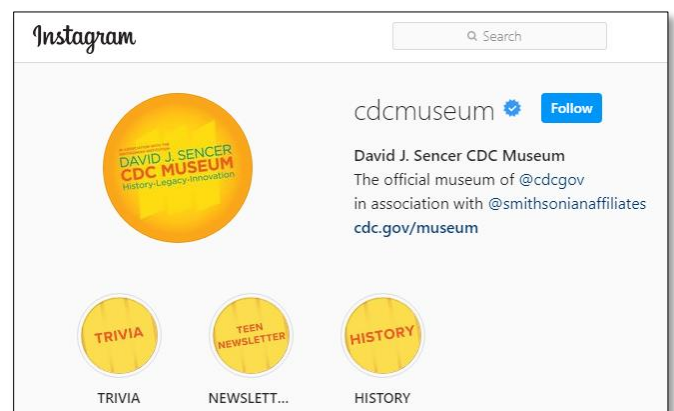 Instagram
Search
IN ASSOCIATION WITH THE
SMITHSONIAN INSTITUTION
DAVID J. SENCER
CDC MUSEUM
History-Legacy-Innovation
cdcmuseum
Follow
David J. Sencer CDC Museum
The official museum of @cdcgov
in association with @smithsonianaffiliates
cdc.gov/museum
TRIVIA
TEEN
NEWSLETTER
HISTORY
TRIVIA
NEWSLETT...
HISTORY